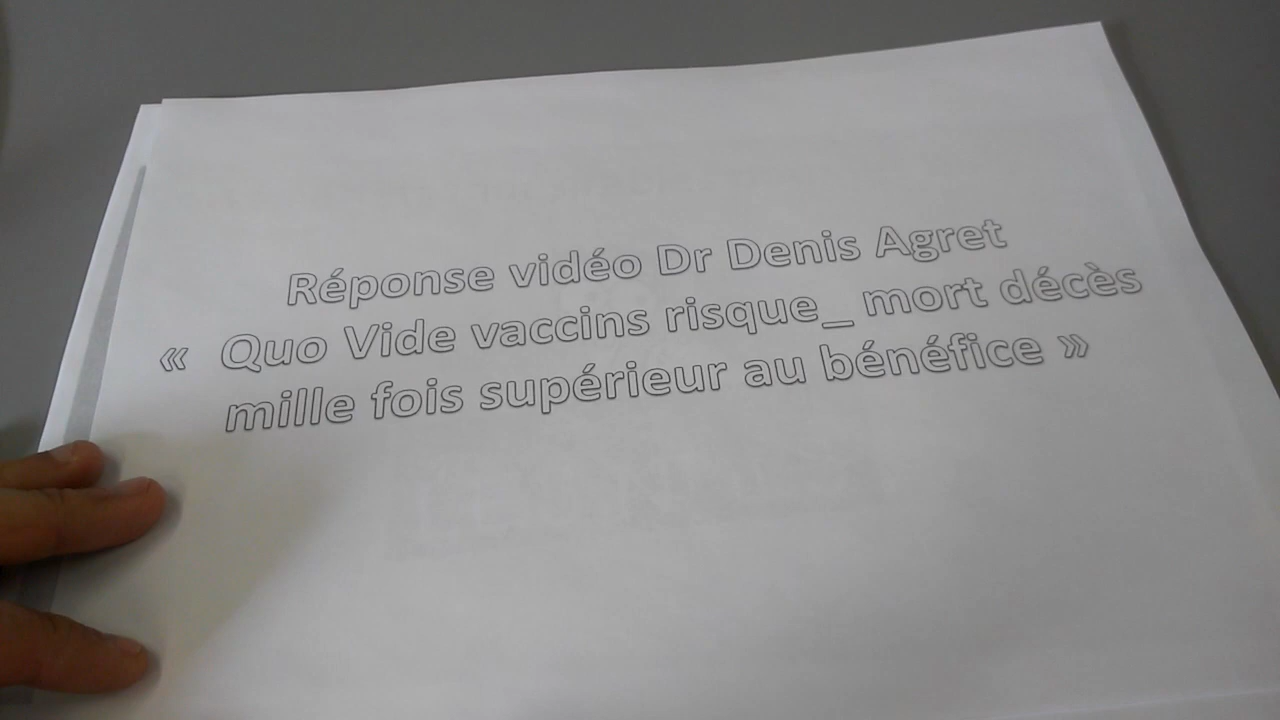 Réponse vidéo Dr Denis Agret
« Quo Vide vaccins risque_ mort décès
mille fois supérieur au bénéfice »